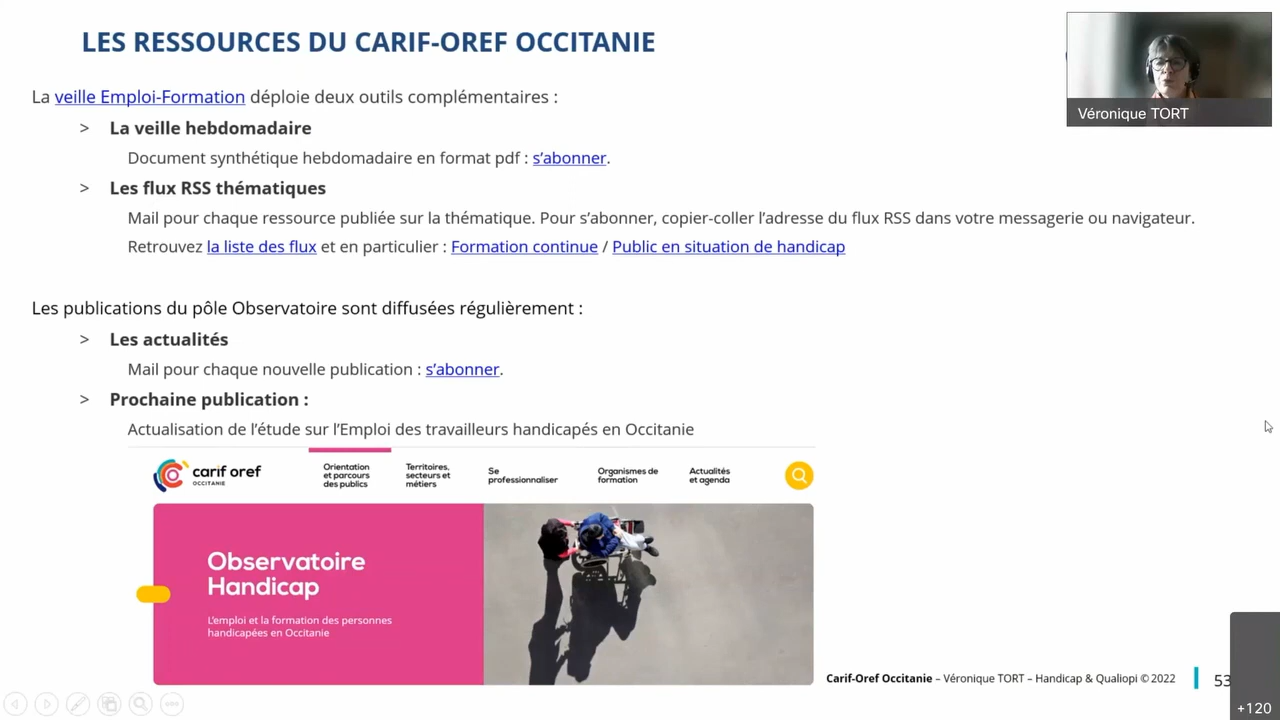 LES RESSOURCES DU CARIF-OREF OCCITANIE
Véronique TORT
La veille Emploi-Formation déploie deux outils complémentaires :
> La veille hebdomadaire
Document synthétique hebdomadaire en format pdf : s'abonner.
> Les flux RSS thématiques
Mail pour chaque ressource publiée sur la thématique. Pour s'abonner, copier-coller l'adresse du flux RSS dans votre messagerie ou navigateur.
Retrouvez la liste des flux et en particulier : Formation continue / Public en situation de handicap
Les publications du pôle Observatoire sont diffusées régulièrement :
> Les actualités
Mail pour chaque nouvelle publication : s'abonner.
> Prochaine publication :
Actualisation de l'étude sur l'Emploi des travailleurs handicapés en Occitanie
carif oref
OCCITANIE
Orientation
et parcours
des publics
Territoires,
secteurs et
métiers
Se
professionnaliser
Organismes de
formation
Actualités
et agenda
Observatoire
Handicap
L'emploi et la formation des personnes
handicapées en Occitanie
Carif-Oref Occitanie – Véronique TORT – Handicap & Qualiopi © 2022
53
+120